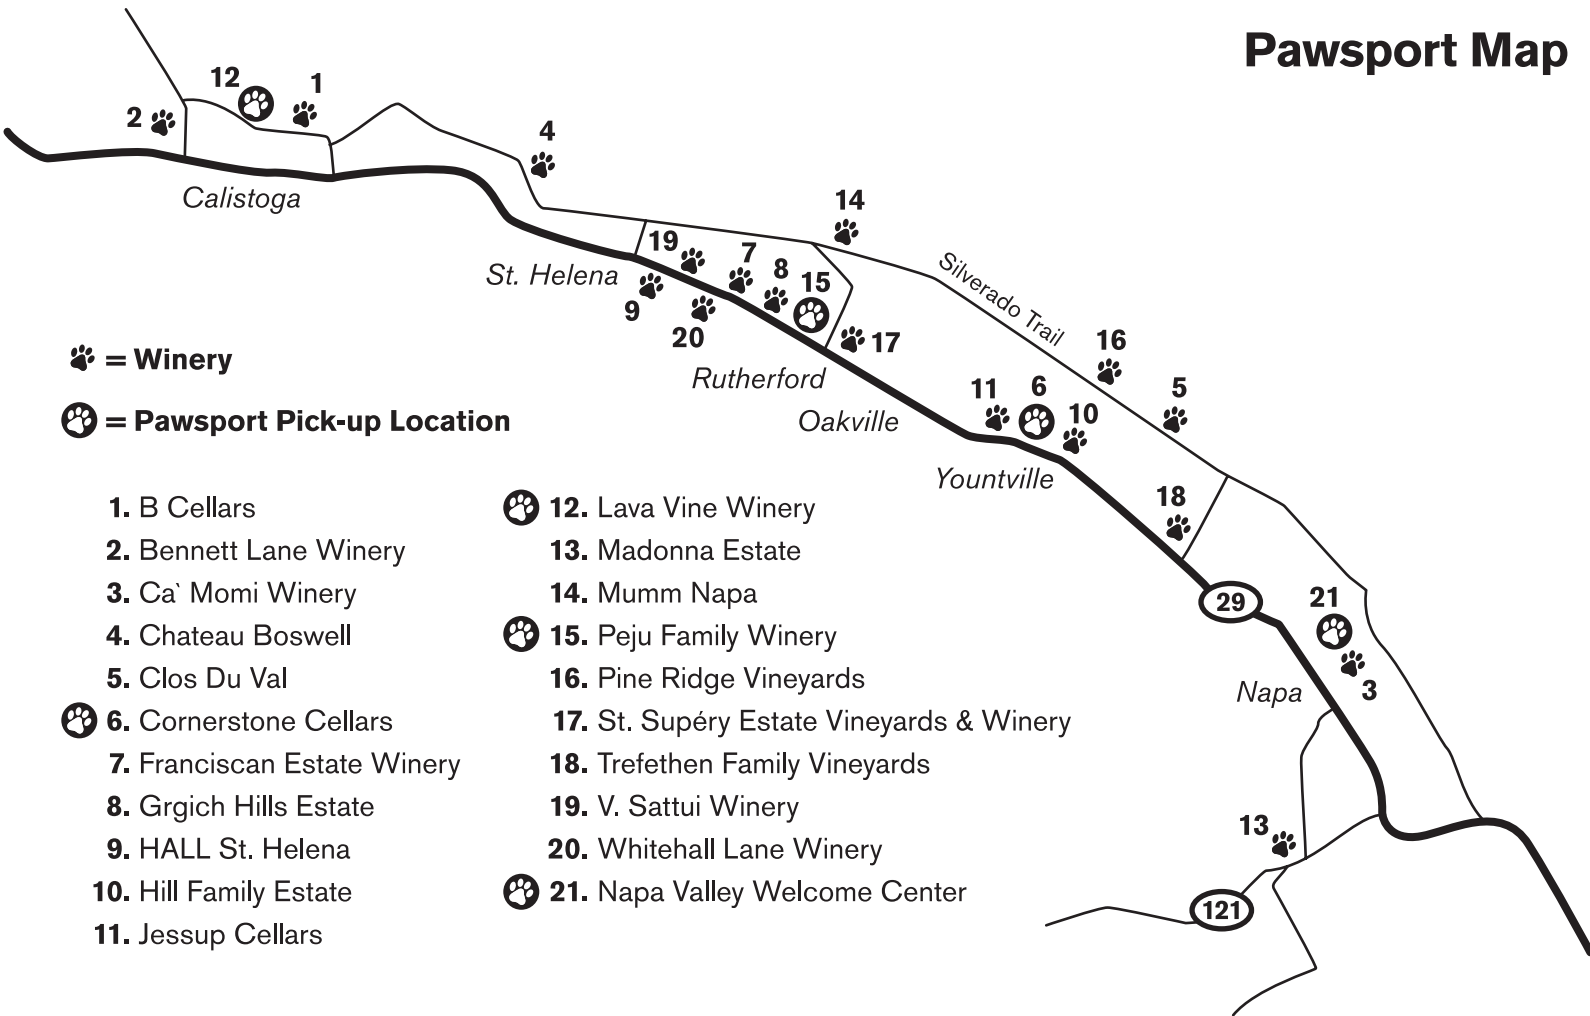 Pawsport Map
12
1
2
4
Calistoga
14
19
7
8
15
St. Helena
9
20
17
Silverado Trail
16
Rutherford
11
6
5
10
Oakville
Yountville
18
29
21
3
Napa
13
121
= Winery
= Pawsport Pick-up Location
1. B Cellars
2. Bennett Lane Winery
3. Ca` Momi Winery
4. Chateau Boswell
5. Clos Du Val
6. Cornerstone Cellars
7. Franciscan Estate Winery
8. Grgich Hills Estate
9. HALL St. Helena
10. Hill Family Estate
11. Jessup Cellars
12. Lava Vine Winery
13. Madonna Estate
14. Mumm Napa
15. Peju Family Winery
16. Pine Ridge Vineyards
17. St. Supéry Estate Vineyards & Winery
18. Trefethen Family Vineyards
19. V. Sattui Winery
20. Whitehall Lane Winery
21. Napa Valley Welcome Center